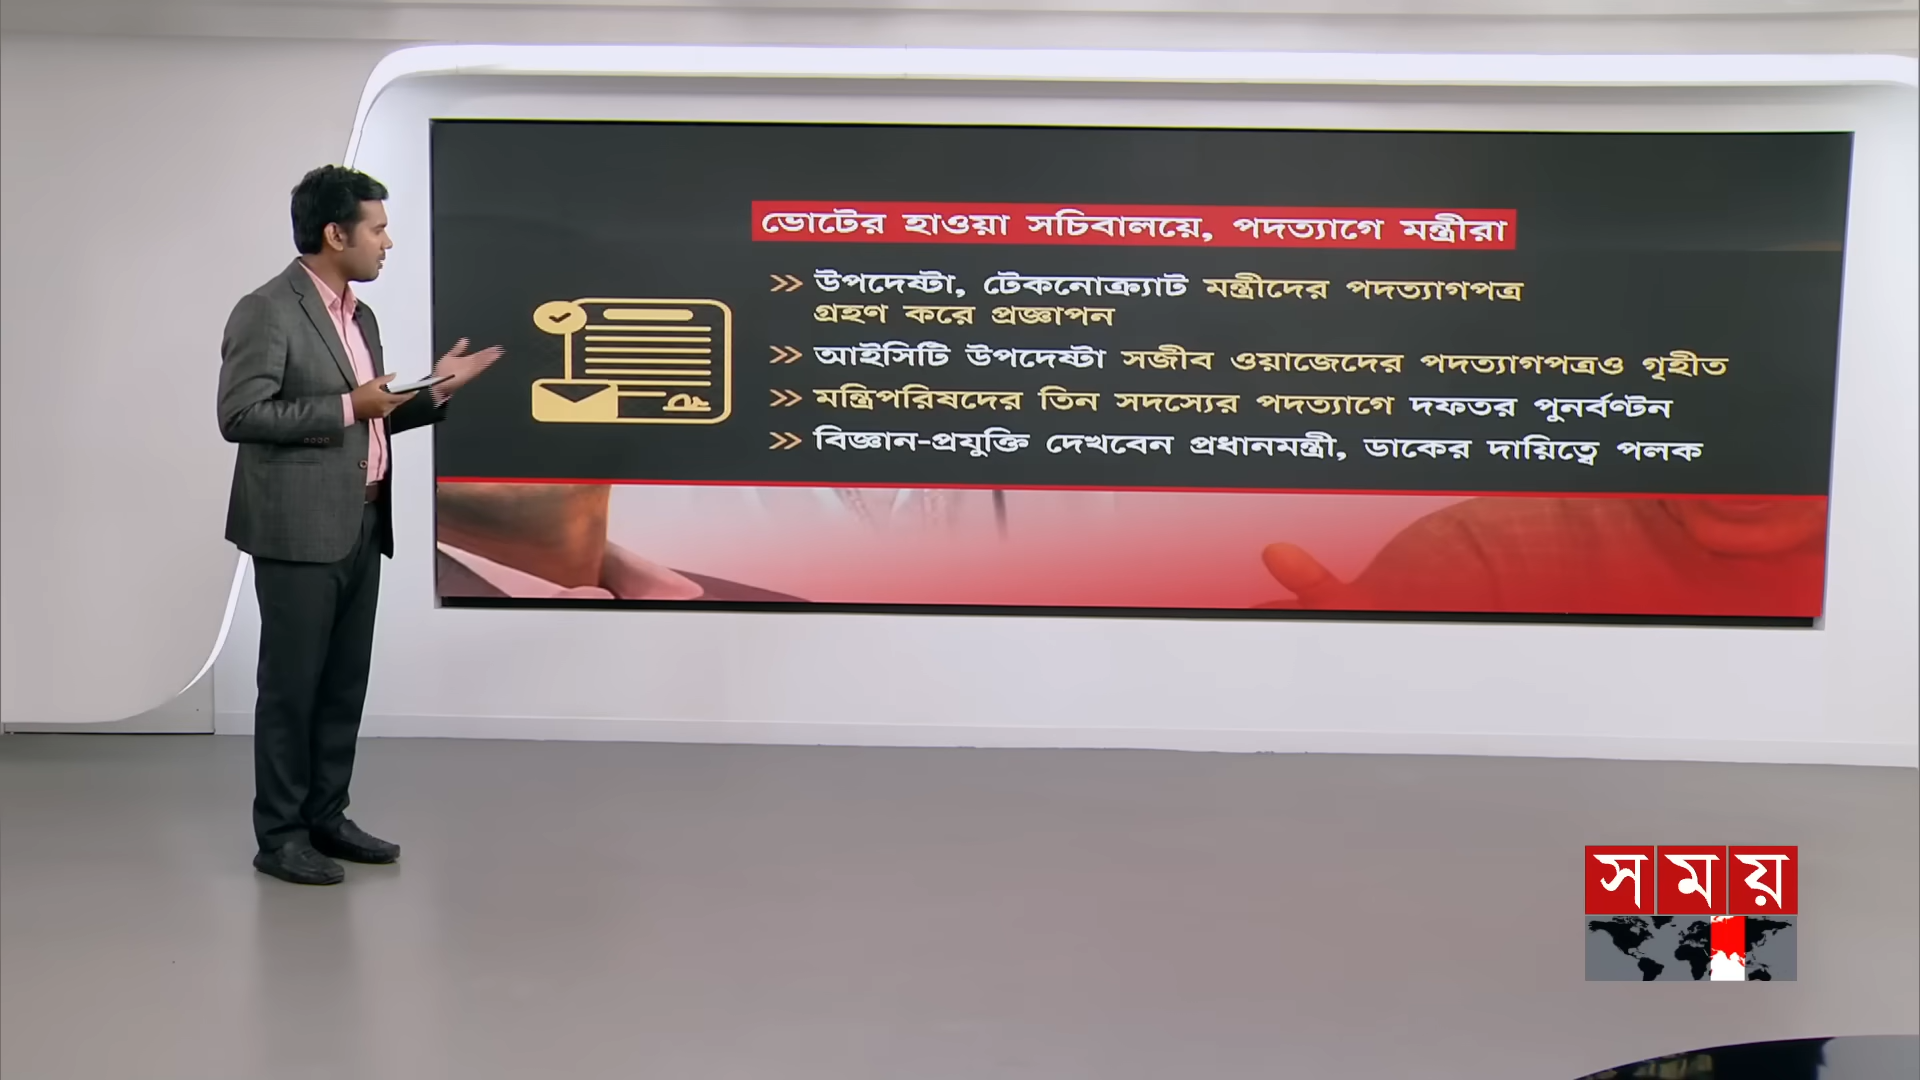 ভোটের হাওয়া সচিবালয়ে, পদত্যাগে মন্ত্রীরা
>> উপদেষ্টা, টেকনোক্র্যাট মন্ত্রীদের পদত্যাগপত্র
গ্রহণ করে প্রজ্ঞাপন
>> আইসিটি উপদেষ্টা সজীব ওয়াজেদের পদত্যাগপত্রও গৃহীত
>> মন্ত্রিপরিষদের তিন সদস্যের পদত্যাগে দফতর পুনর্বণ্টন
>> বিজ্ঞান-প্রযুক্তি দেখবেন প্রধানমন্ত্রী, ডাকের দায়িত্বে পলক
সময়